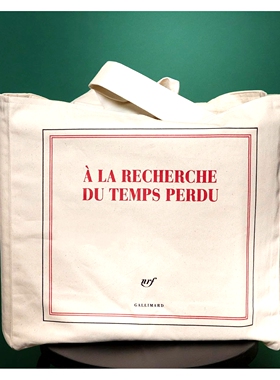 À LA RECHERCHE
DU TEMPS PERDU
nrf
GALLIMARD